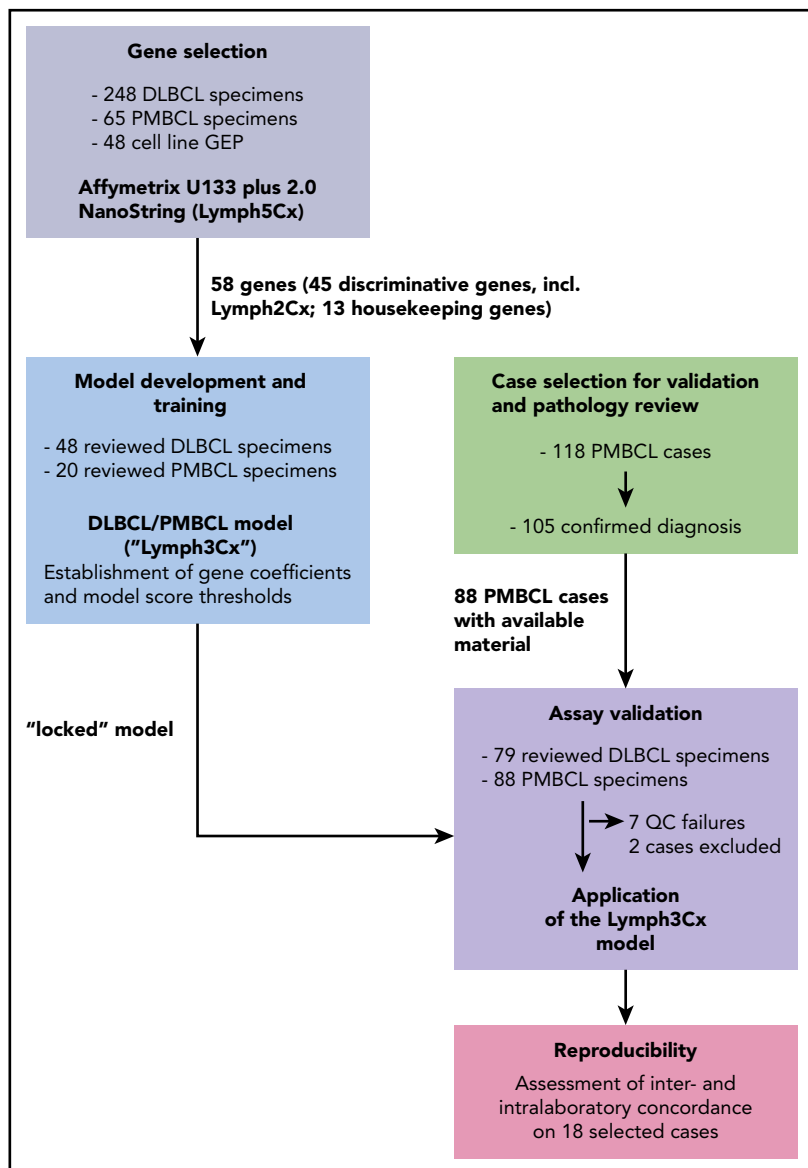 Gene selection
- 248 DLBCL specimens
- 65 PMBCL specimens
- 48 cell line GEP
Affymetrix U133 plus 2.0
NanoString (Lymph5Cx)
58 genes (45 discriminative genes, incl.
Lymph2Cx; 13 housekeeping genes)
Model development and
training
- 48 reviewed DLBCL specimens
- 20 reviewed PMBCL specimens
DLBCL/PMBCL model
("Lymph3Cx")
Establishment of gene coefficients
and model score thresholds
Case selection for validation
and pathology review
- 118 PMBCL cases
- 105 confirmed diagnosis
88 PMBCL cases
with available
material
"locked" model
Assay validation
- 79 reviewed DLBCL specimens
- 88 PMBCL specimens
7 QC failures
2 cases excluded
Application
of the Lymph3Cx
model
Reproducibility
Assessment of inter- and
intralaboratory concordance
on 18 selected cases